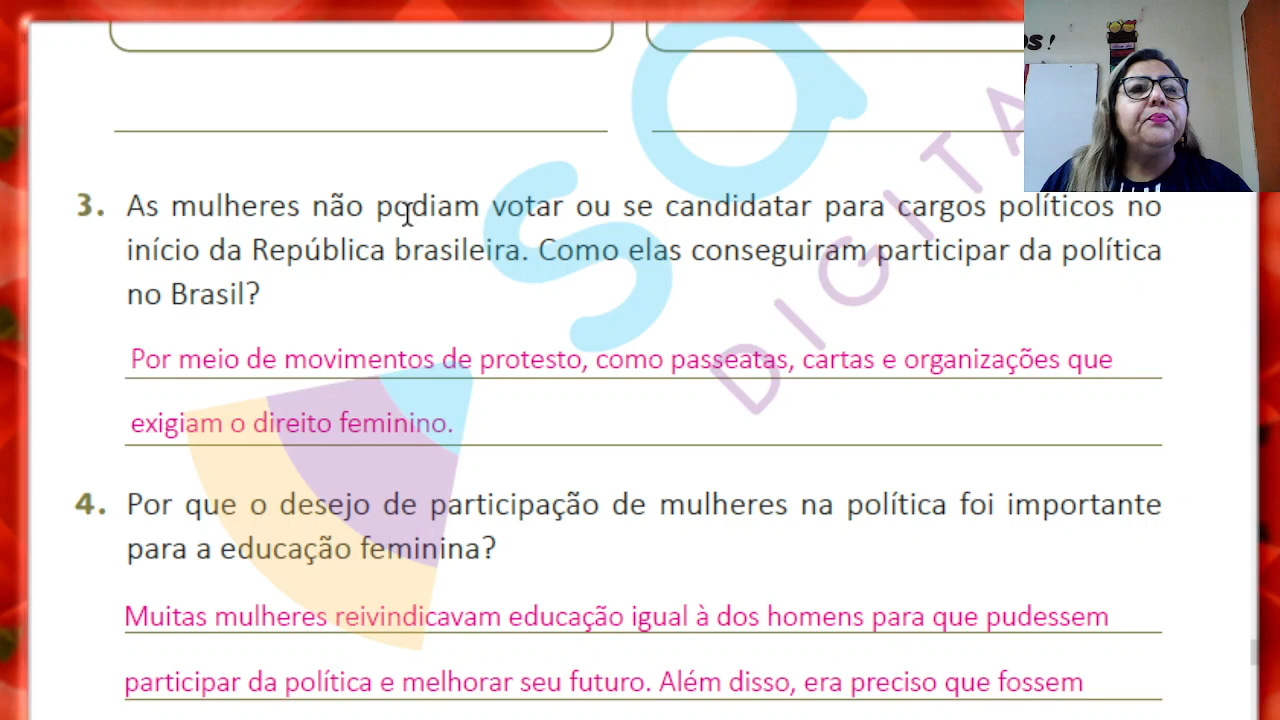 OS!
3. As mulheres não podiam votar ou se candidatar para cargos políticos no
início da República brasileira. Como elas conseguiram participar da política
no Brasil?
Por meio de movimentos de protesto, como passeatas, cartas e organizações que
exigiam o direito feminino.
4. Por que o desejo de participação de mulheres na política foi importante
para a educação feminina?
Muitas mulheres reivindicavam educação igual à dos homens para que pudessem
participar da política e melhorar seu futuro. Além disso, era preciso que fossem
DIGITA